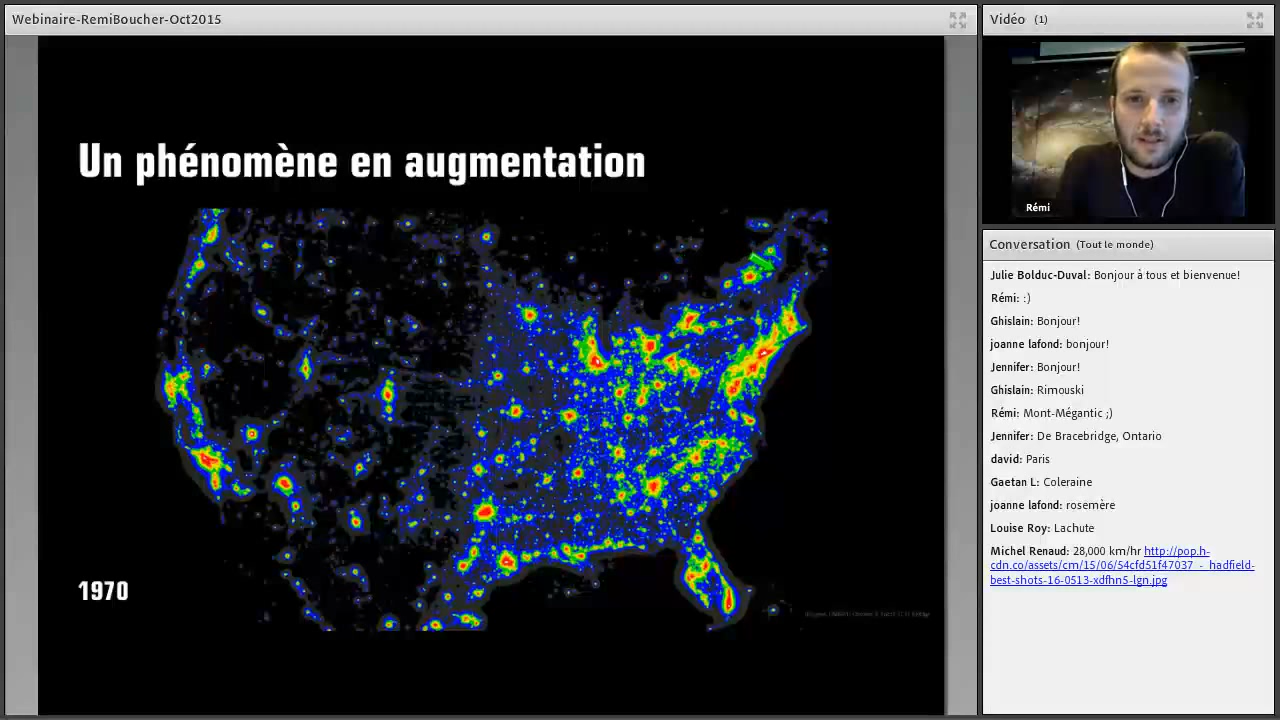 Webinaire-RemiBoucher-Oct2015
Un phénomène en augmentation
1970
Vidéo (1)
Rémi
Conversation (Tout le monde)
Julie Bolduc-Duval: Bonjour à tous et bienvenue!
Rémi: :)
Ghislain: Bonjour!
joanne lafond: bonjour!
Jennifer: Bonjour!
Ghislain: Rimouski
Rémi: Mont-Mégantic ;)
Jennifer: De Bracebridge, Ontario
david: Paris
Gaetan L: Coleraine
joanne lafond: rosemère
Louise Roy: Lachute
Michel Renaud: 28,000 km/hr http://pop.h-
cdn.co/assets/cm/15/06/54cfd51f47037_-_hadfield-
best-shots-16-0513-xdfhn5-lgn.jpg